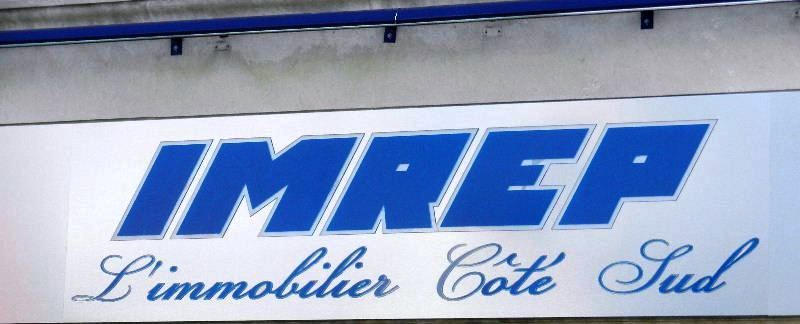 IMREP
L'immobilier Côté Sud